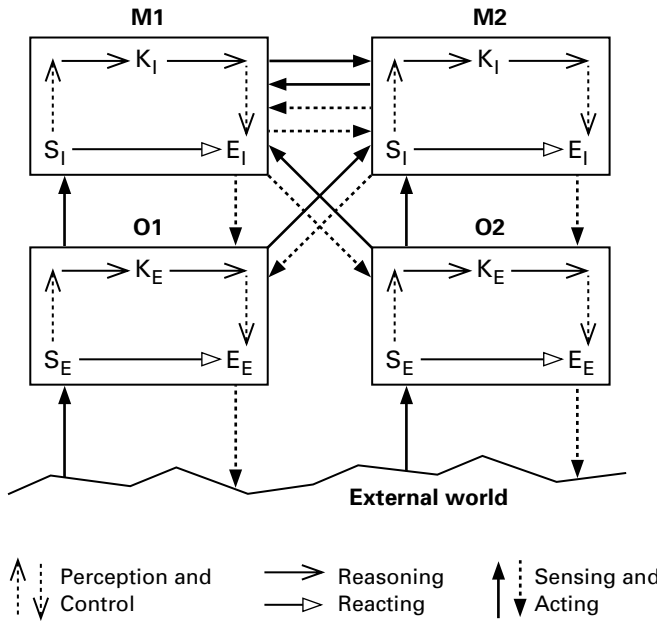 M1 M2
K_I K_I
S_I E_I S_I E_I
O1 O2
K_E K_E
S_E E_E S_E E_E
External world
Perception and Reasoning Sensing and
Control Reacting Acting